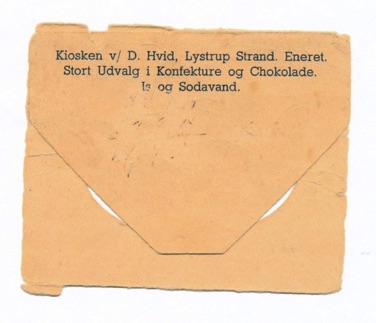 Kiosken v/ D. Hvid, Lystrup Strand. Eneret.
Stort Udvalg i Konfekture og Chokolade.
Is og Sodavand.